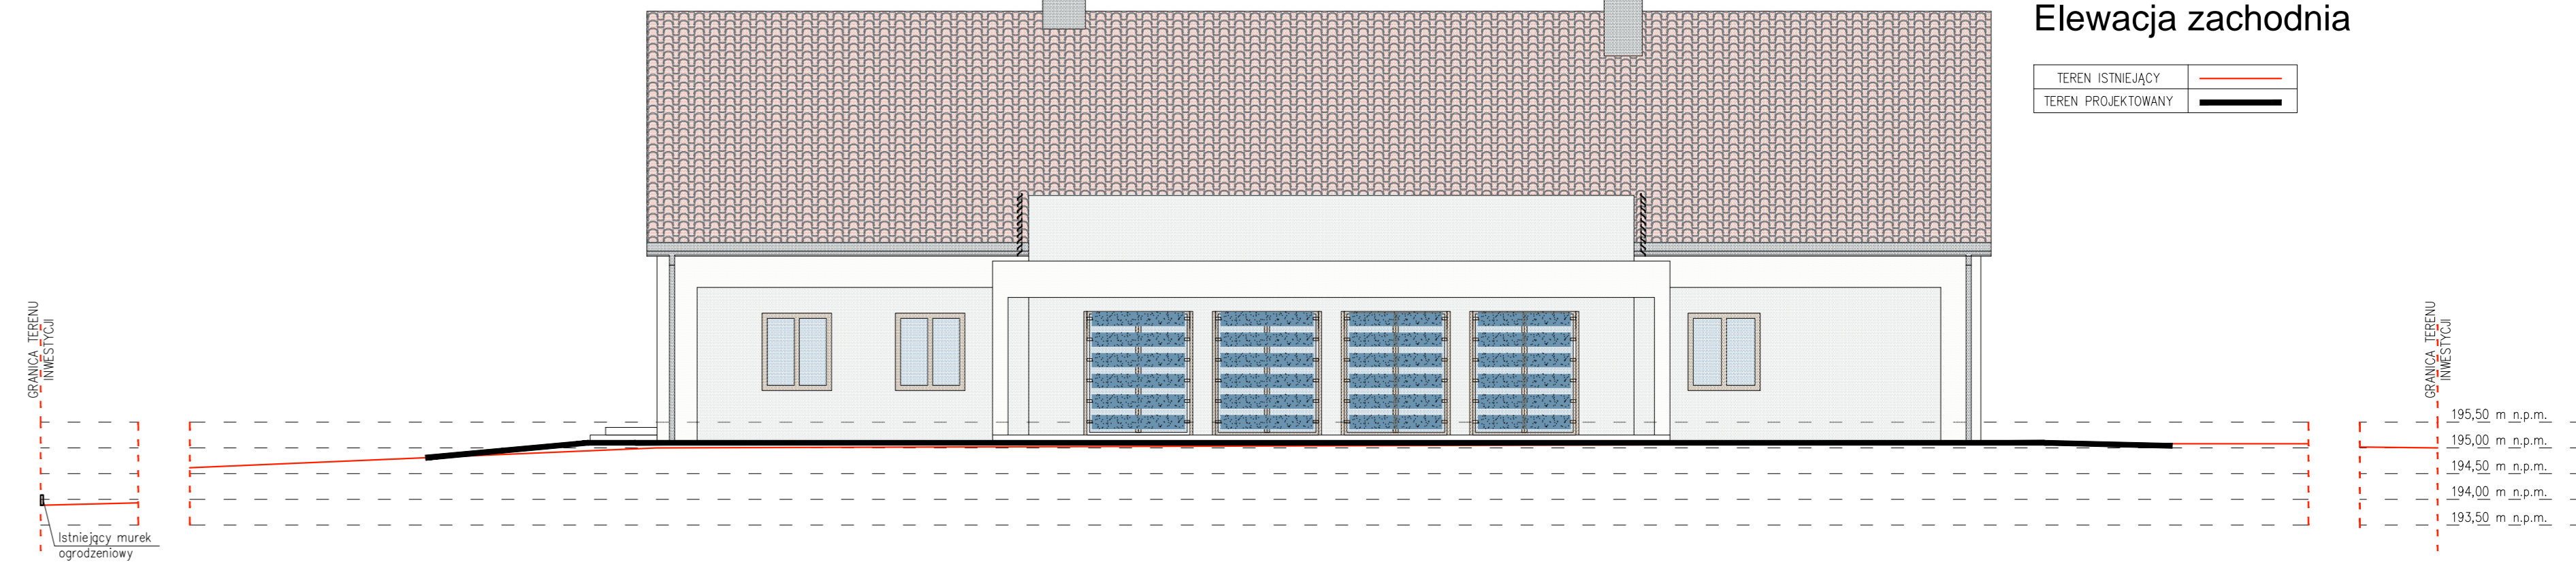 Elewacja zachodnia
TEREN ISTNIEJĄCY
TEREN PROJEKTOWANY
GRANICA TERENU
INWESTYCJI
GRANICA TERENU
INWESTYCJI
195,50 m n.p.m.
195,00 m n.p.m.
194,50 m n.p.m.
194,00 m n.p.m.
193,50 m n.p.m.
Istniejący murek
ogrodzeniowy